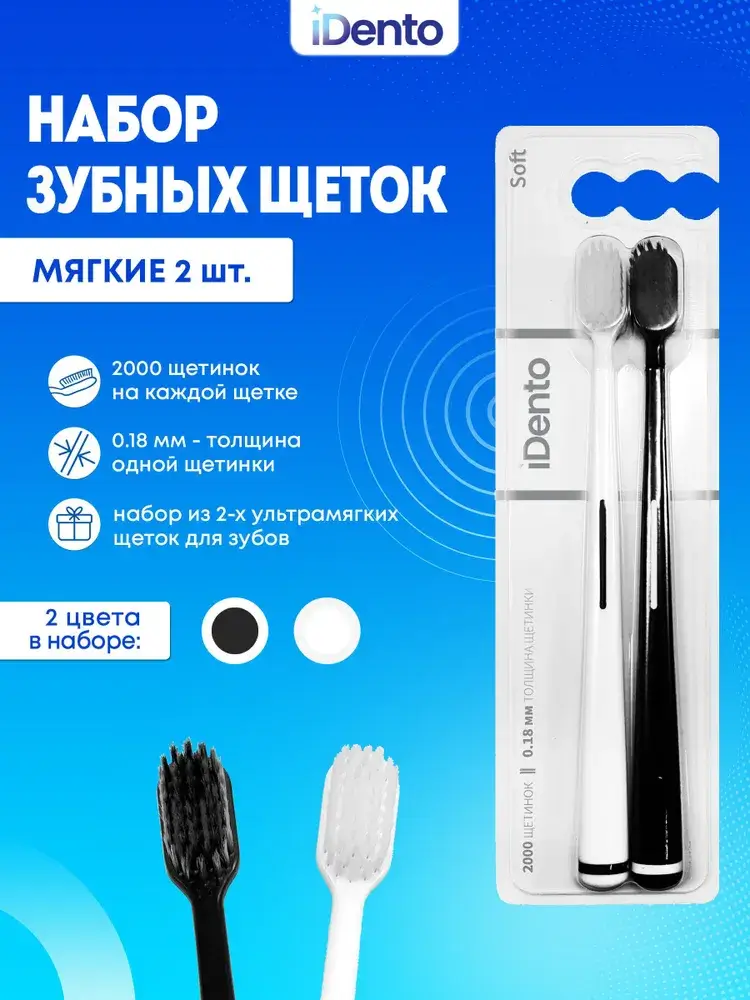 iDento
НАБОР
ЗУБНЫХ ЩЕТОК
МЯГКИЕ 2 шт.
2000 щетинок
на каждой щетке
0.18 мм - толщина
одной щетинки
набор из 2-х ультрамягких
щеток для зубов
2 цвета
в наборе:
Soft
iDento
2000 ЩЕТИНОК || 0.18 мм ТОЛЩИНА ЩЕТИНКИ